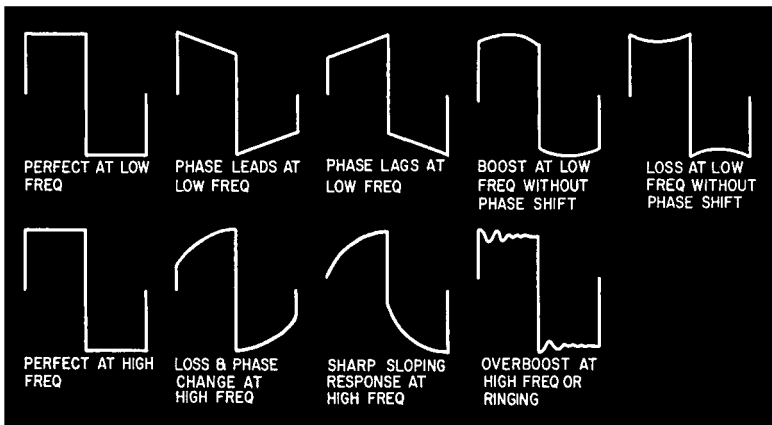 PERFECT AT LOW
FREQ
PHASE LEADS AT
LOW FREQ
PHASE LAGS AT
LOW FREQ
BOOST AT LOW
FREQ WITHOUT
PHASE SHIFT
LOSS AT LOW
FREQ WITHOUT
PHASE SHIFT
PERFECT AT HIGH
FREQ
LOSS & PHASE
CHANGE AT
HIGH FREQ
SHARP SLOPING
RESPONSE AT
HIGH FREQ
OVERBOOST AT
HIGH FREQ OR
RINGING